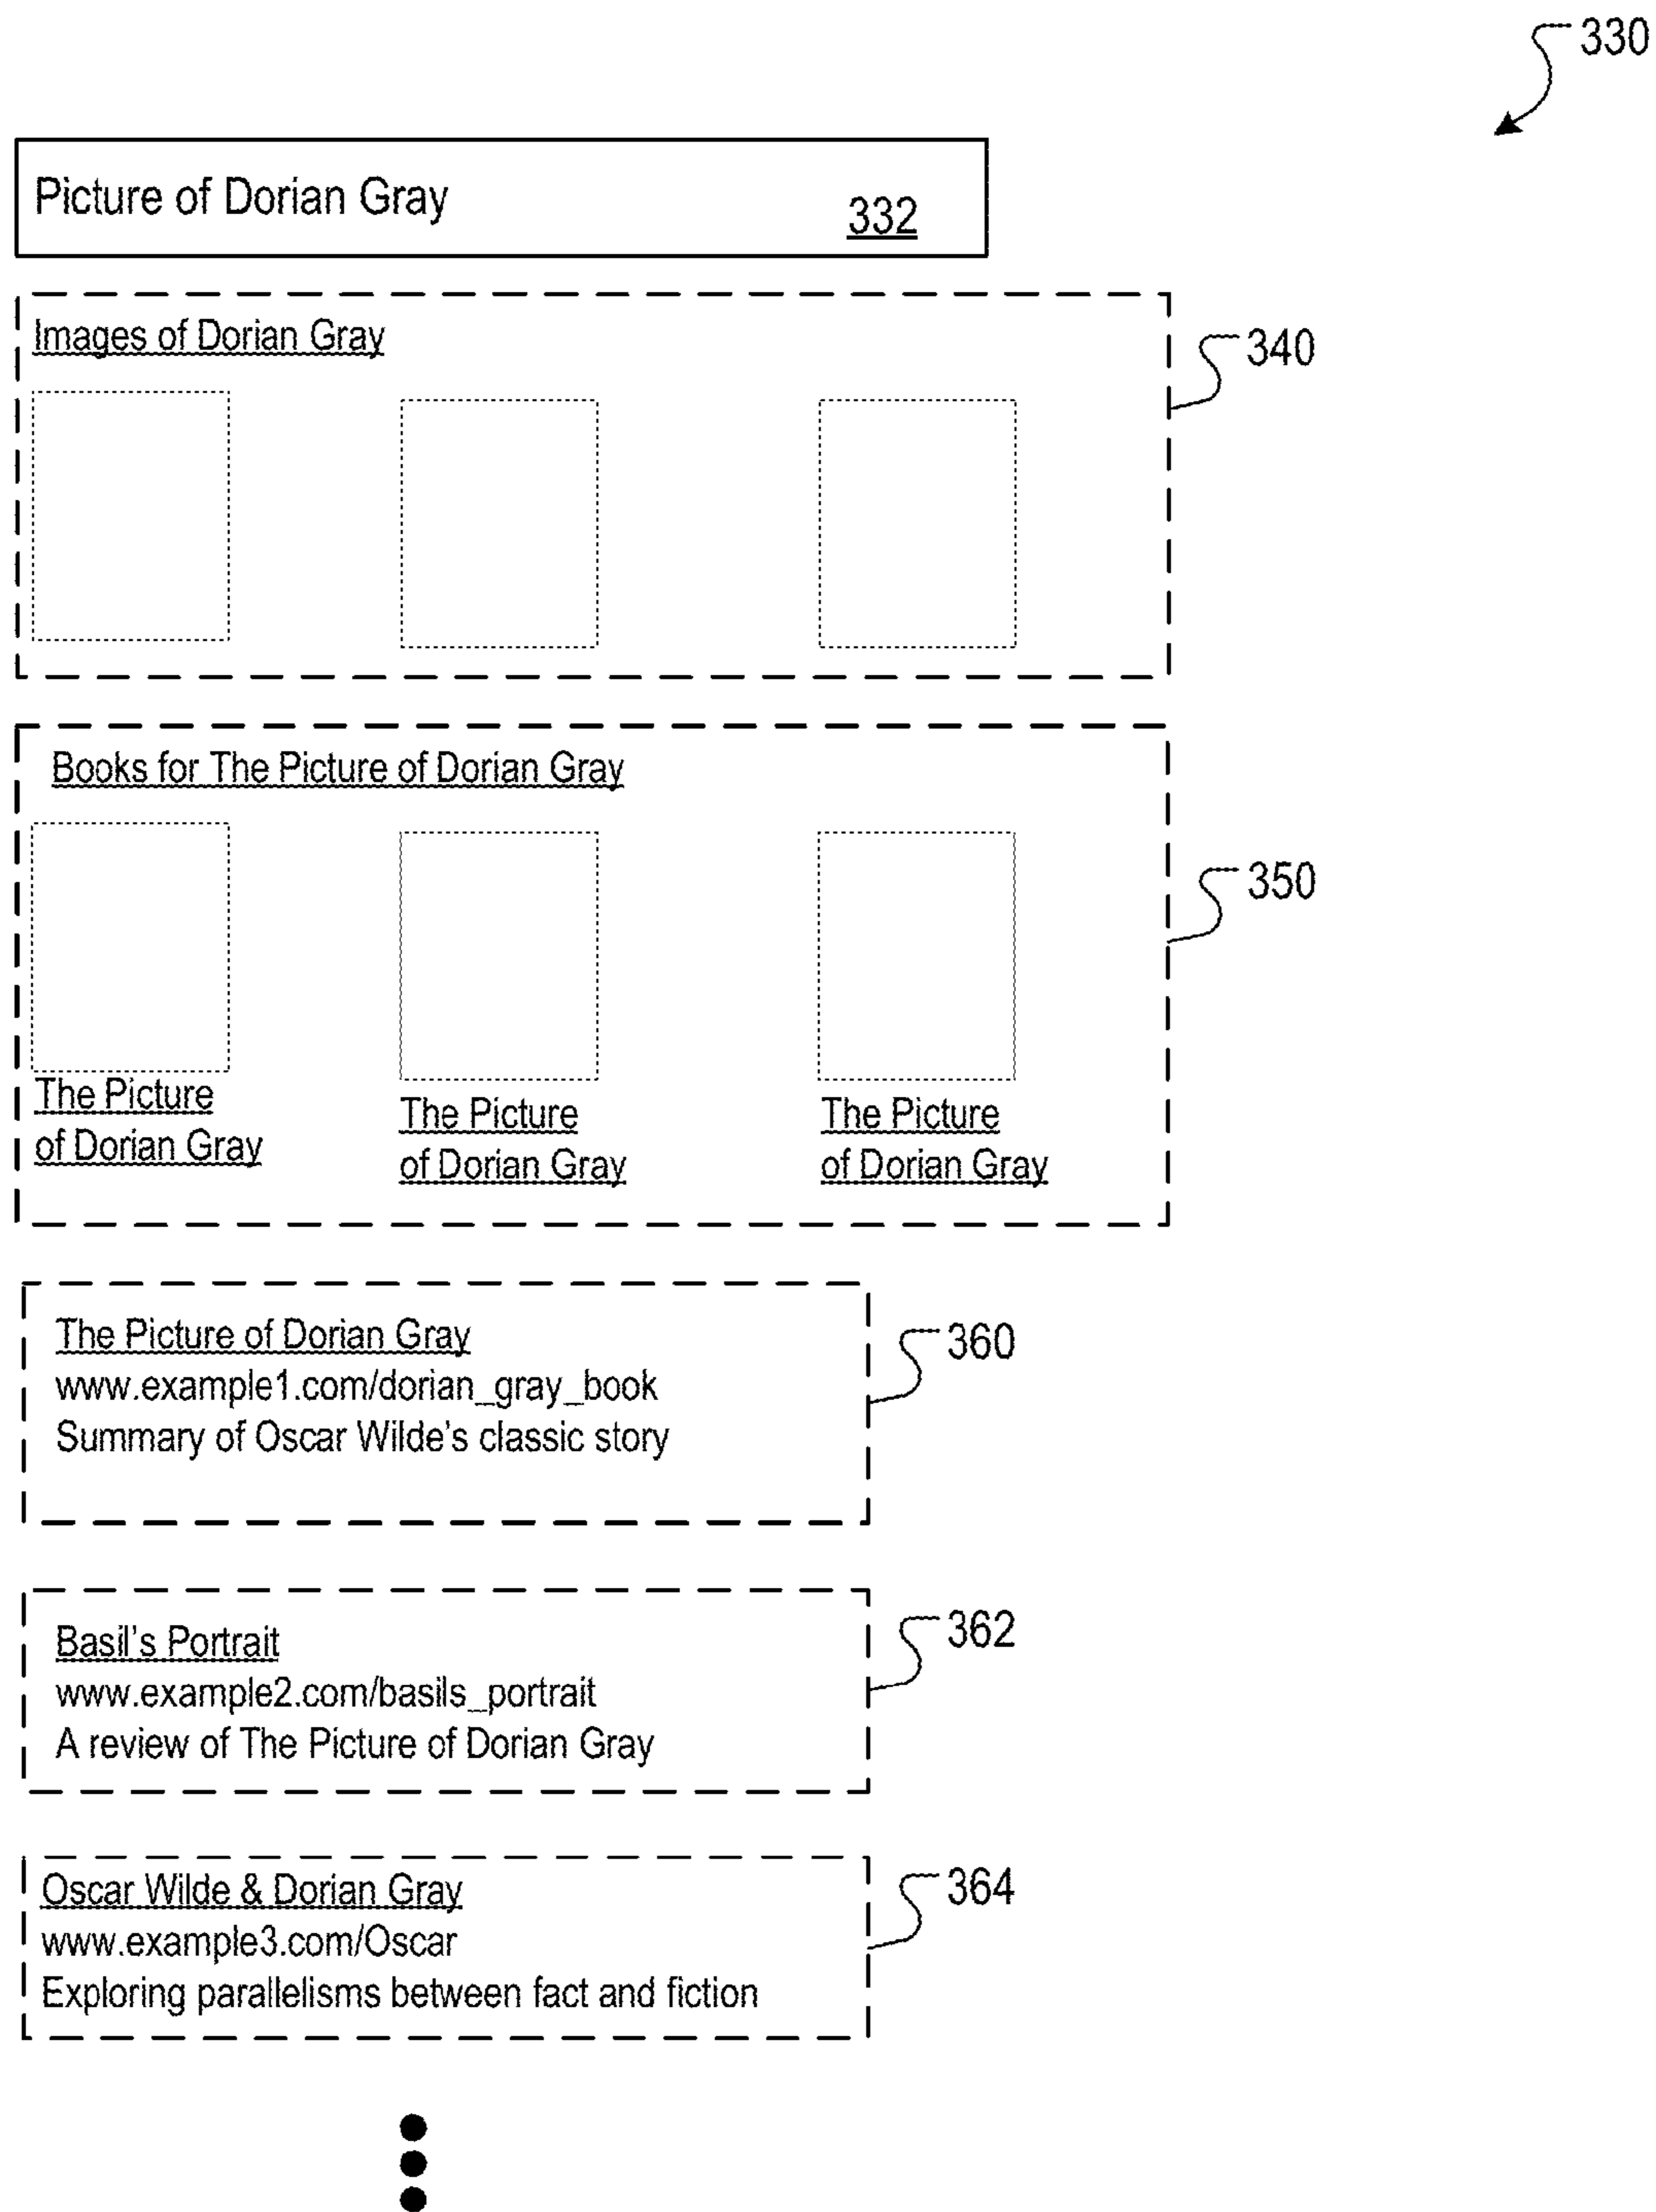 330
Picture of Dorian Gray 332
Images of Dorian Gray
340
Books for The Picture of Dorian Gray
350
The Picture
of Dorian Gray
The Picture
of Dorian Gray
The Picture
of Dorian Gray
The Picture of Dorian Gray
www.example1.com/dorian_gray_book
Summary of Oscar Wilde's classic story
360
Basil's Portrait
www.example2.com/basils_portrait
A review of The Picture of Dorian Gray
362
Oscar Wilde & Dorian Gray
www.example3.com/Oscar
Exploring parallelisms between fact and fiction
364